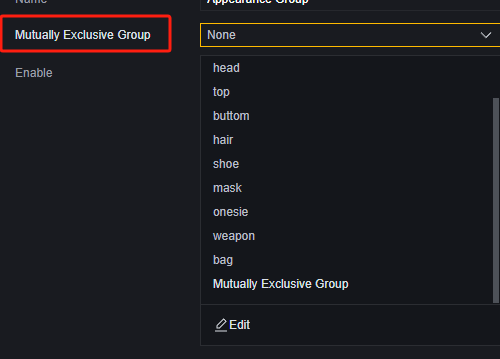 Name
Appearance Group
Mutually Exclusive Group
None
Enable
head
top
buttom
hair
shoe
mask
onesie
weapon
bag
Mutually Exclusive Group
Edit